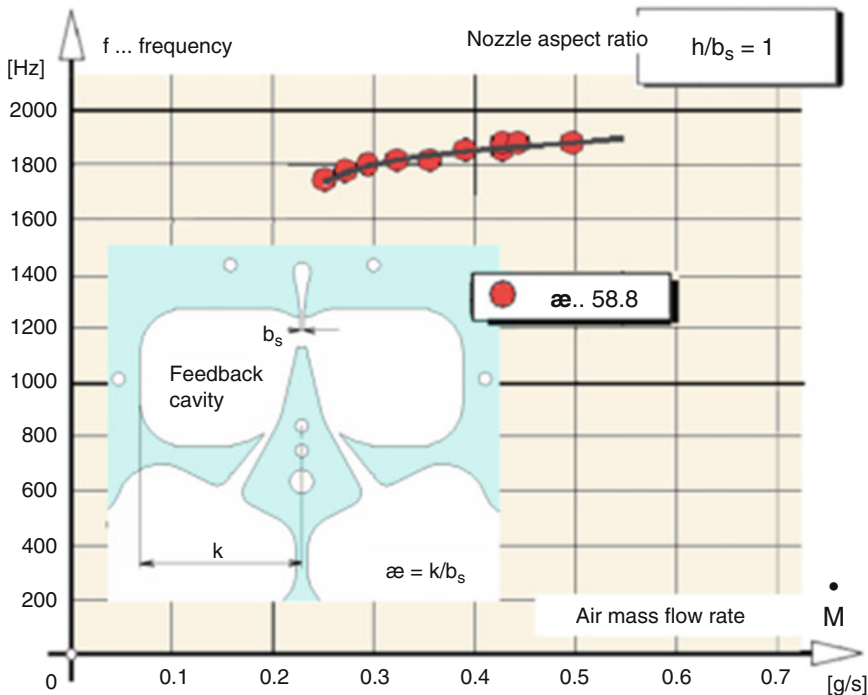 f ... frequency
Nozzle aspect ratio
h/bs = 1
[Hz]
2000
1800
1600
1400
1200
1000
800
600
400
200
0
æ.. 58.8
bs
Feedback
cavity
k
æ = k/bs
Air mass flow rate
Ṁ
0.1
0.2
0.3
0.4
0.5
0.6
0.7
[g/s]